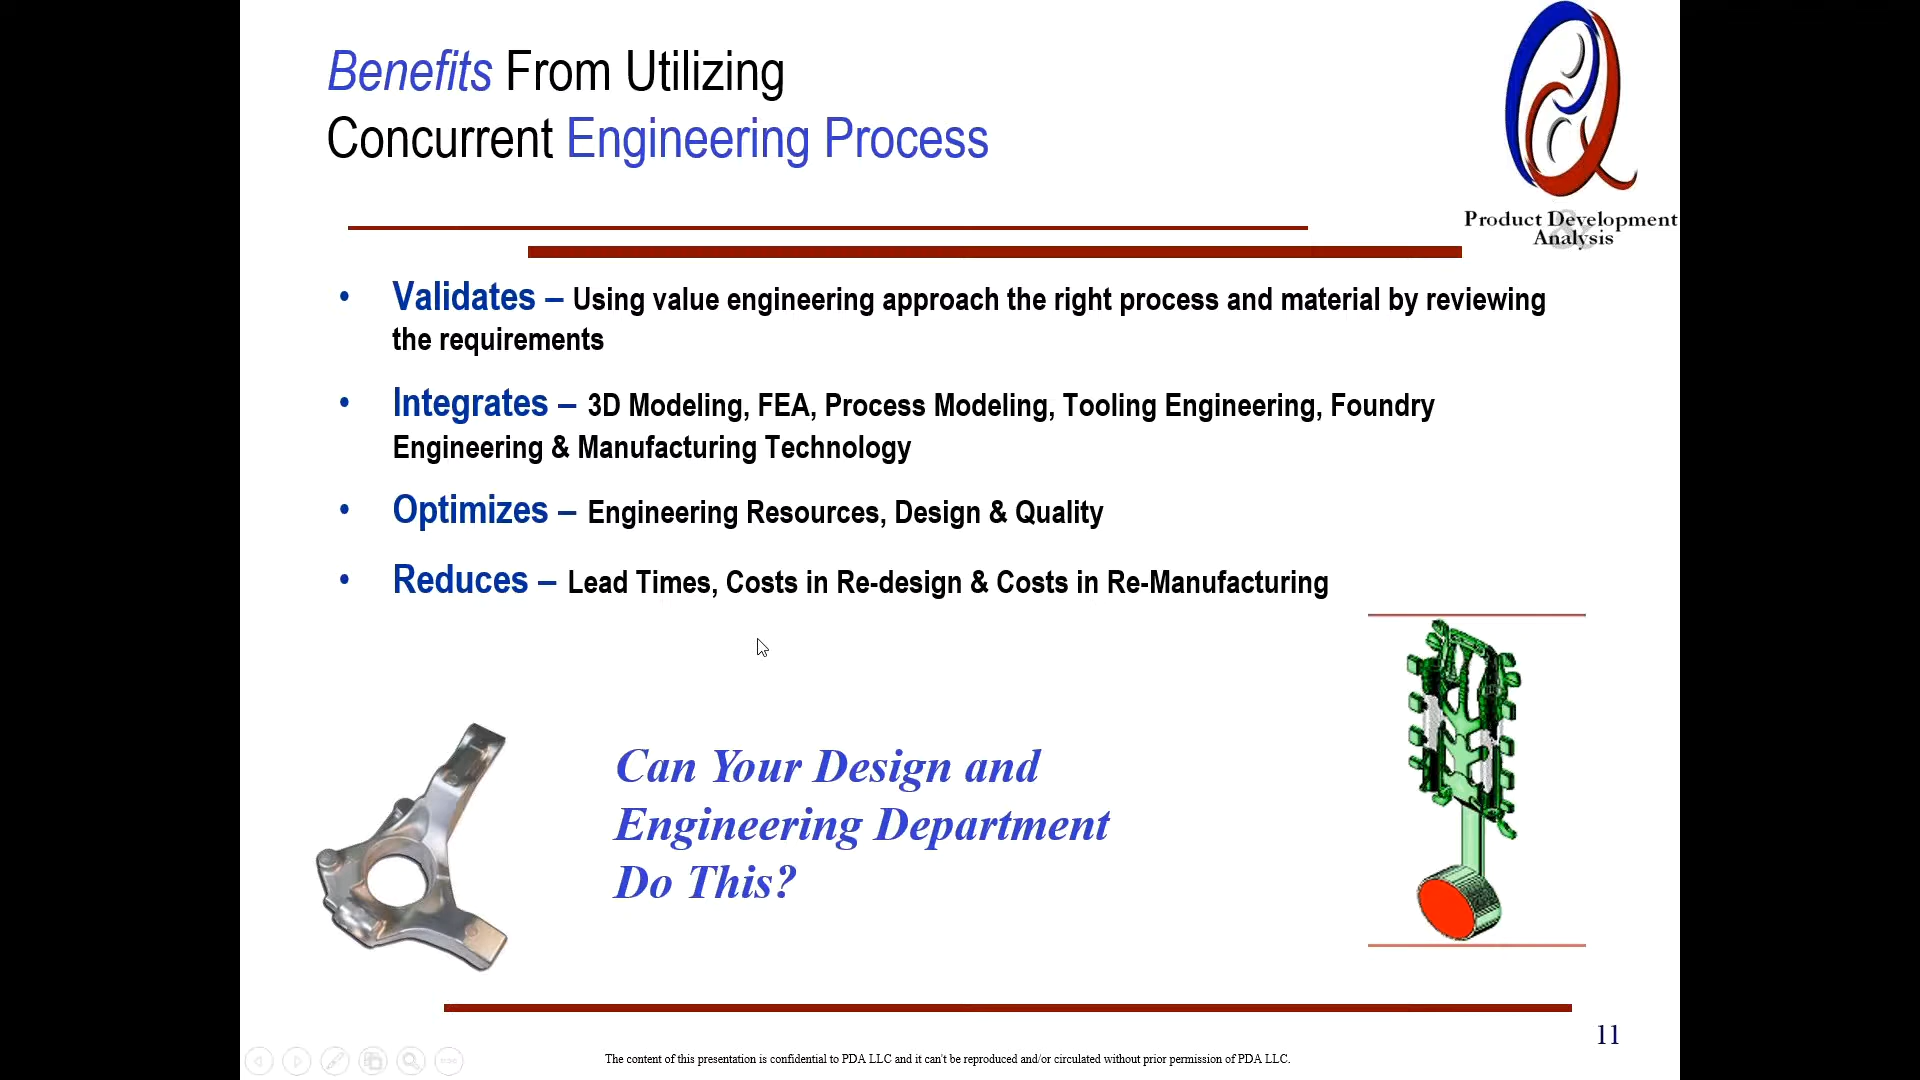 Benefits From Utilizing
Concurrent Engineering Process
Product Development
&
Analysis
• Validates – Using value engineering approach the right process and material by reviewing
the requirements
• Integrates – 3D Modeling, FEA, Process Modeling, Tooling Engineering, Foundry
Engineering & Manufacturing Technology
• Optimizes – Engineering Resources, Design & Quality
• Reduces – Lead Times, Costs in Re-design & Costs in Re-Manufacturing
Can Your Design and
Engineering Department
Do This?
11
The content of this presentation is confidential to PDA LLC and it can't be reproduced and/or circulated without prior permission of PDA LLC.